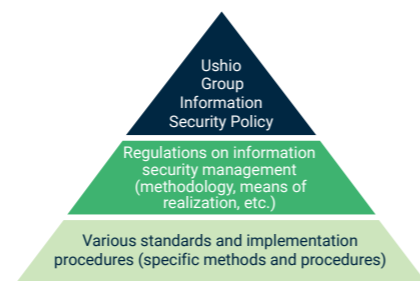 Ushio
Group
Information
Security Policy
Regulations on information
security management
(methodology, means of
realization, etc.)
Various standards and implementation
procedures (specific methods and procedures)